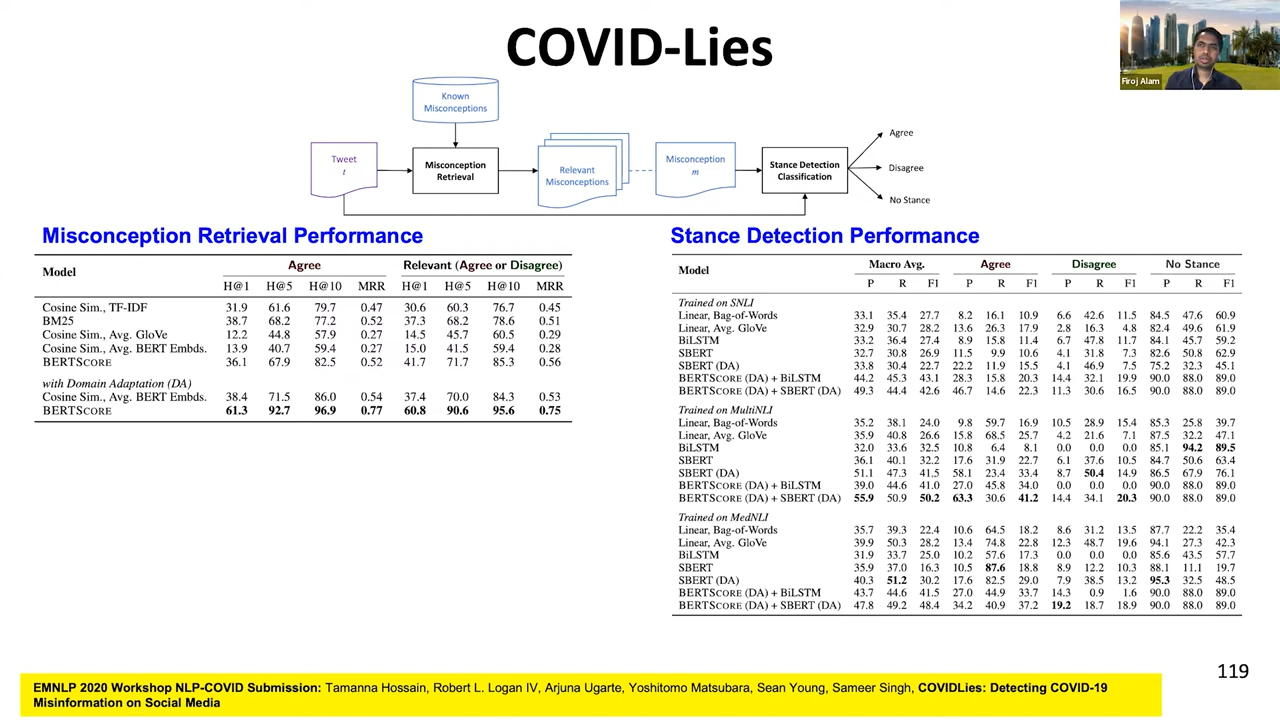 COVID-Lies
Firoj Alam
Known
Misconceptions
Tweet
t
Misconception
Retrieval
Relevant
Misconceptions
Misconception
m
Stance Detection
Classification
Agree
Disagree
No Stance
Misconception Retrieval Performance
Model Agree Relevant (Agree or Disagree)
H@1 H@5 H@10 MRR H@1 H@5 H@10 MRR
Cosine Sim., TF-IDF 31.9 61.6 79.7 0.47 30.6 60.3 76.7 0.45
BM25 38.7 68.2 77.2 0.52 37.3 68.2 78.6 0.51
Cosine Sim., Avg. GloVe 12.2 44.8 57.9 0.27 14.5 45.7 60.5 0.29
Cosine Sim., Avg. BERT Embds. 13.9 40.7 59.4 0.27 15.0 41.5 59.4 0.28
BERTSCORE 36.1 67.9 82.5 0.52 41.7 71.7 85.3 0.56
with Domain Adaptation (DA)
Cosine Sim., Avg. BERT Embds. 38.4 71.5 86.0 0.54 37.4 70.0 84.3 0.53
BERTSCORE 61.3 92.7 96.9 0.77 60.8 90.6 95.6 0.75
Stance Detection Performance
Model Macro Avg. Agree Disagree No Stance
P R F1 P R F1 P R F1 P R F1
Trained on SNLI
Linear, Bag-of-Words 33.1 35.4 27.7 8.2 16.1 10.9 6.6 42.6 11.5 84.5 47.6 60.9
Linear, Avg. GloVe 32.9 30.7 28.2 13.6 26.3 17.9 2.8 16.3 4.8 82.4 49.6 61.9
BiLSTM 33.2 36.4 27.4 8.9 15.8 11.4 6.7 47.8 11.7 84.1 45.7 59.2
SBERT 32.7 30.8 26.9 11.5 9.9 10.6 4.1 31.8 7.3 82.6 50.8 62.9
SBERT (DA) 33.8 30.4 22.7 22.2 11.9 15.5 4.1 46.9 7.5 75.2 32.3 45.1
BERTSCORE (DA) + BiLSTM 44.2 45.3 43.1 28.3 15.8 20.3 14.4 32.1 19.9 90.0 88.0 89.0
BERTSCORE (DA) + SBERT (DA) 49.3 44.4 42.6 46.7 14.6 22.3 11.3 30.6 16.5 90.0 88.0 89.0
Trained on MultiNLI
Linear, Bag-of-Words 35.2 38.1 24.0 9.8 59.7 16.9 10.5 28.9 15.4 85.3 25.8 39.7
Linear, Avg. GloVe 35.9 40.8 26.6 15.8 68.5 25.7 4.2 21.6 7.1 87.5 32.2 47.1
BiLSTM 32.0 33.6 32.5 10.8 6.4 8.1 0.0 0.0 0.0 85.1 94.2 89.5
SBERT 36.1 40.1 32.2 17.6 31.9 22.7 6.1 37.6 10.5 84.7 50.6 63.4
SBERT (DA) 51.1 47.3 41.5 58.1 23.4 33.4 8.7 50.4 14.9 86.5 67.9 76.1
BERTSCORE (DA) + BiLSTM 39.0 44.6 41.0 27.0 45.8 34.0 0.0 0.0 0.0 90.0 88.0 89.0
BERTSCORE (DA) + SBERT (DA) 55.9 50.9 50.2 63.3 30.6 41.2 14.4 34.1 20.3 90.0 88.0 89.0
Trained on MedNLI
Linear, Bag-of-Words 35.7 39.3 22.4 10.6 64.5 18.2 8.6 31.2 13.5 87.7 22.2 35.4
Linear, Avg. GloVe 39.9 50.3 28.2 13.4 74.8 22.8 12.3 48.7 19.6 94.1 27.3 42.3
BiLSTM 31.9 33.7 25.0 10.2 57.6 17.3 0.0 0.0 0.0 85.6 43.5 57.7
SBERT 35.9 37.0 16.3 10.5 87.6 18.8 8.9 12.2 10.3 88.1 11.1 19.7
SBERT (DA) 40.3 51.2 30.2 17.6 82.5 29.0 7.9 38.5 13.2 95.3 32.5 48.5
BERTSCORE (DA) + BiLSTM 43.7 44.6 41.5 27.0 44.9 33.7 14.3 0.9 1.6 90.0 88.0 89.0
BERTSCORE (DA) + SBERT (DA) 47.8 49.2 48.4 34.2 40.9 37.2 19.2 18.7 18.9 90.0 88.0 89.0
119
EMNLP 2020 Workshop NLP-COVID Submission: Tamanna Hossain, Robert L. Logan IV, Arjuna Ugarte, Yoshitomo Matsubara, Sean Young, Sameer Singh, COVIDLies: Detecting COVID-19
Misinformation on Social Media